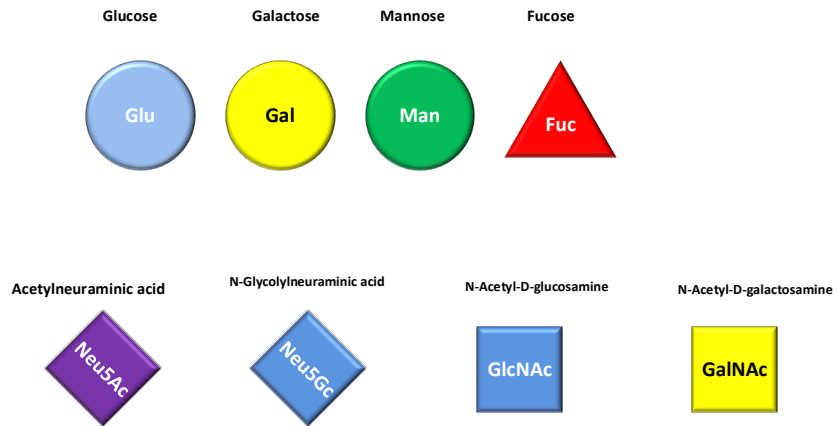 Glucose Galactose Mannose Fucose
Glu Gal Man Fuc
Acetylneuraminic acid N-Glycolylneuraminic acid N-Acetyl-D-glucosamine N-Acetyl-D-galactosamine
Neu5Ac Neu5Gc GlcNAc GalNAc